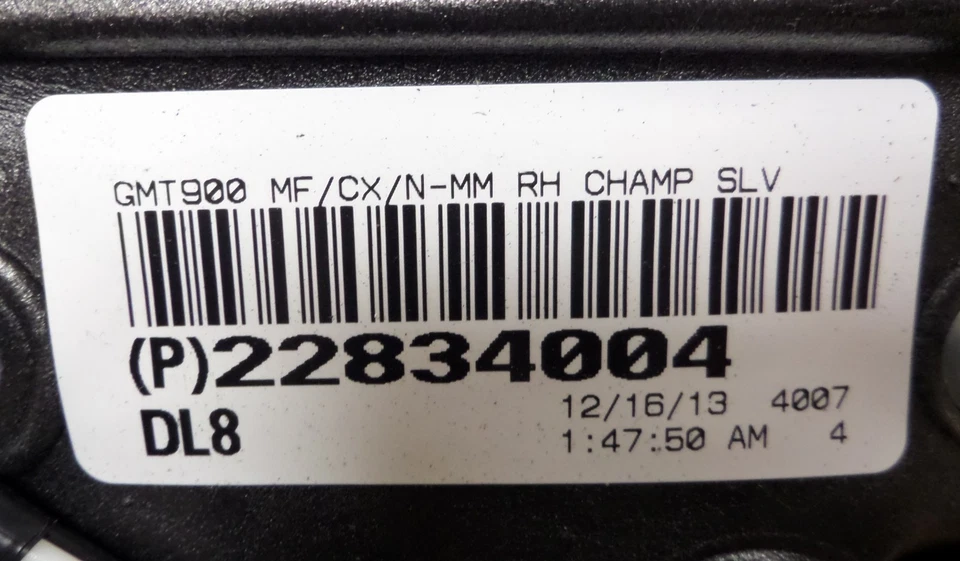 GMT900 MF/CX/N-MM RH CHAMP SLV
(P)22834004
DL8
12/16/13 4007
1:47:50 AM 4